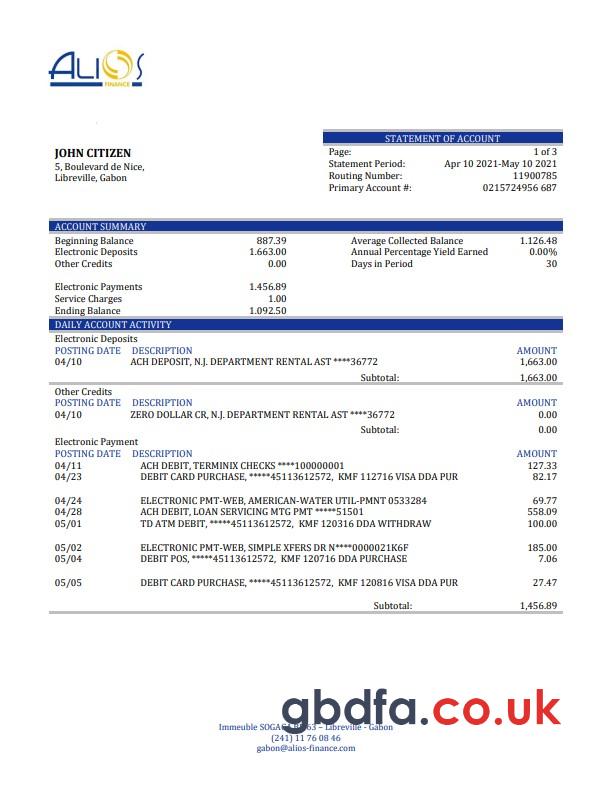 ALIOS
FINANCE
STATEMENT OF ACCOUNT
JOHN CITIZEN
5, Boulevard de Nice,
Libreville, Gabon
Page: 1 of 3
Statement Period: Apr 10 2021-May 10 2021
Routing Number: 11900785
Primary Account #: 0215724956 687
ACCOUNT SUMMARY
Beginning Balance 887.39 Average Collected Balance 1.126.48
Electronic Deposits 1.663.00 Annual Percentage Yield Earned 0.00%
Other Credits 0.00 Days in Period 30
Electronic Payments 1.456.89
Service Charges 1.00
Ending Balance 1.092.50
DAILY ACCOUNT ACTIVITY
Electronic Deposits
POSTING DATE DESCRIPTION AMOUNT
04/10 ACH DEPOSIT, N.J. DEPARTMENT RENTAL AST ****36772 1,663.00
Subtotal: 1,663.00
Other Credits
POSTING DATE DESCRIPTION AMOUNT
04/10 ZERO DOLLAR CR, N.J. DEPARTMENT RENTAL AST ****36772 0.00
Subtotal: 0.00
Electronic Payment
POSTING DATE DESCRIPTION AMOUNT
04/11 ACH DEBIT, TERMINIX CHECKS ****100000001 127.33
04/23 DEBIT CARD PURCHASE, *****45113612572, KMF 112716 VISA DDA PUR 82.17
04/24 ELECTRONIC PMT-WEB, AMERICAN-WATER UTIL-PMNT 0533284 69.77
04/28 ACH DEBIT, LOAN SERVICING MTG PMT *****51501 558.09
05/01 TD ATM DEBIT, *****45113612572, KMF 120316 DDA WITHDRAW 100.00
05/02 ELECTRONIC PMT-WEB, SIMPLE XFERS DR N****0000021K6F 185.00
05/04 DEBIT POS, *****45113612572, KMF 120716 DDA PURCHASE 7.06
05/05 DEBIT CARD PURCHASE, *****45113612572, KMF 120816 VISA DDA PUR 27.47
Subtotal: 1,456.89
gbdfa.co.uk
Immeuble – Libreville - Gabon
(241) 11 76 08 46
gabon@alios-finance.com